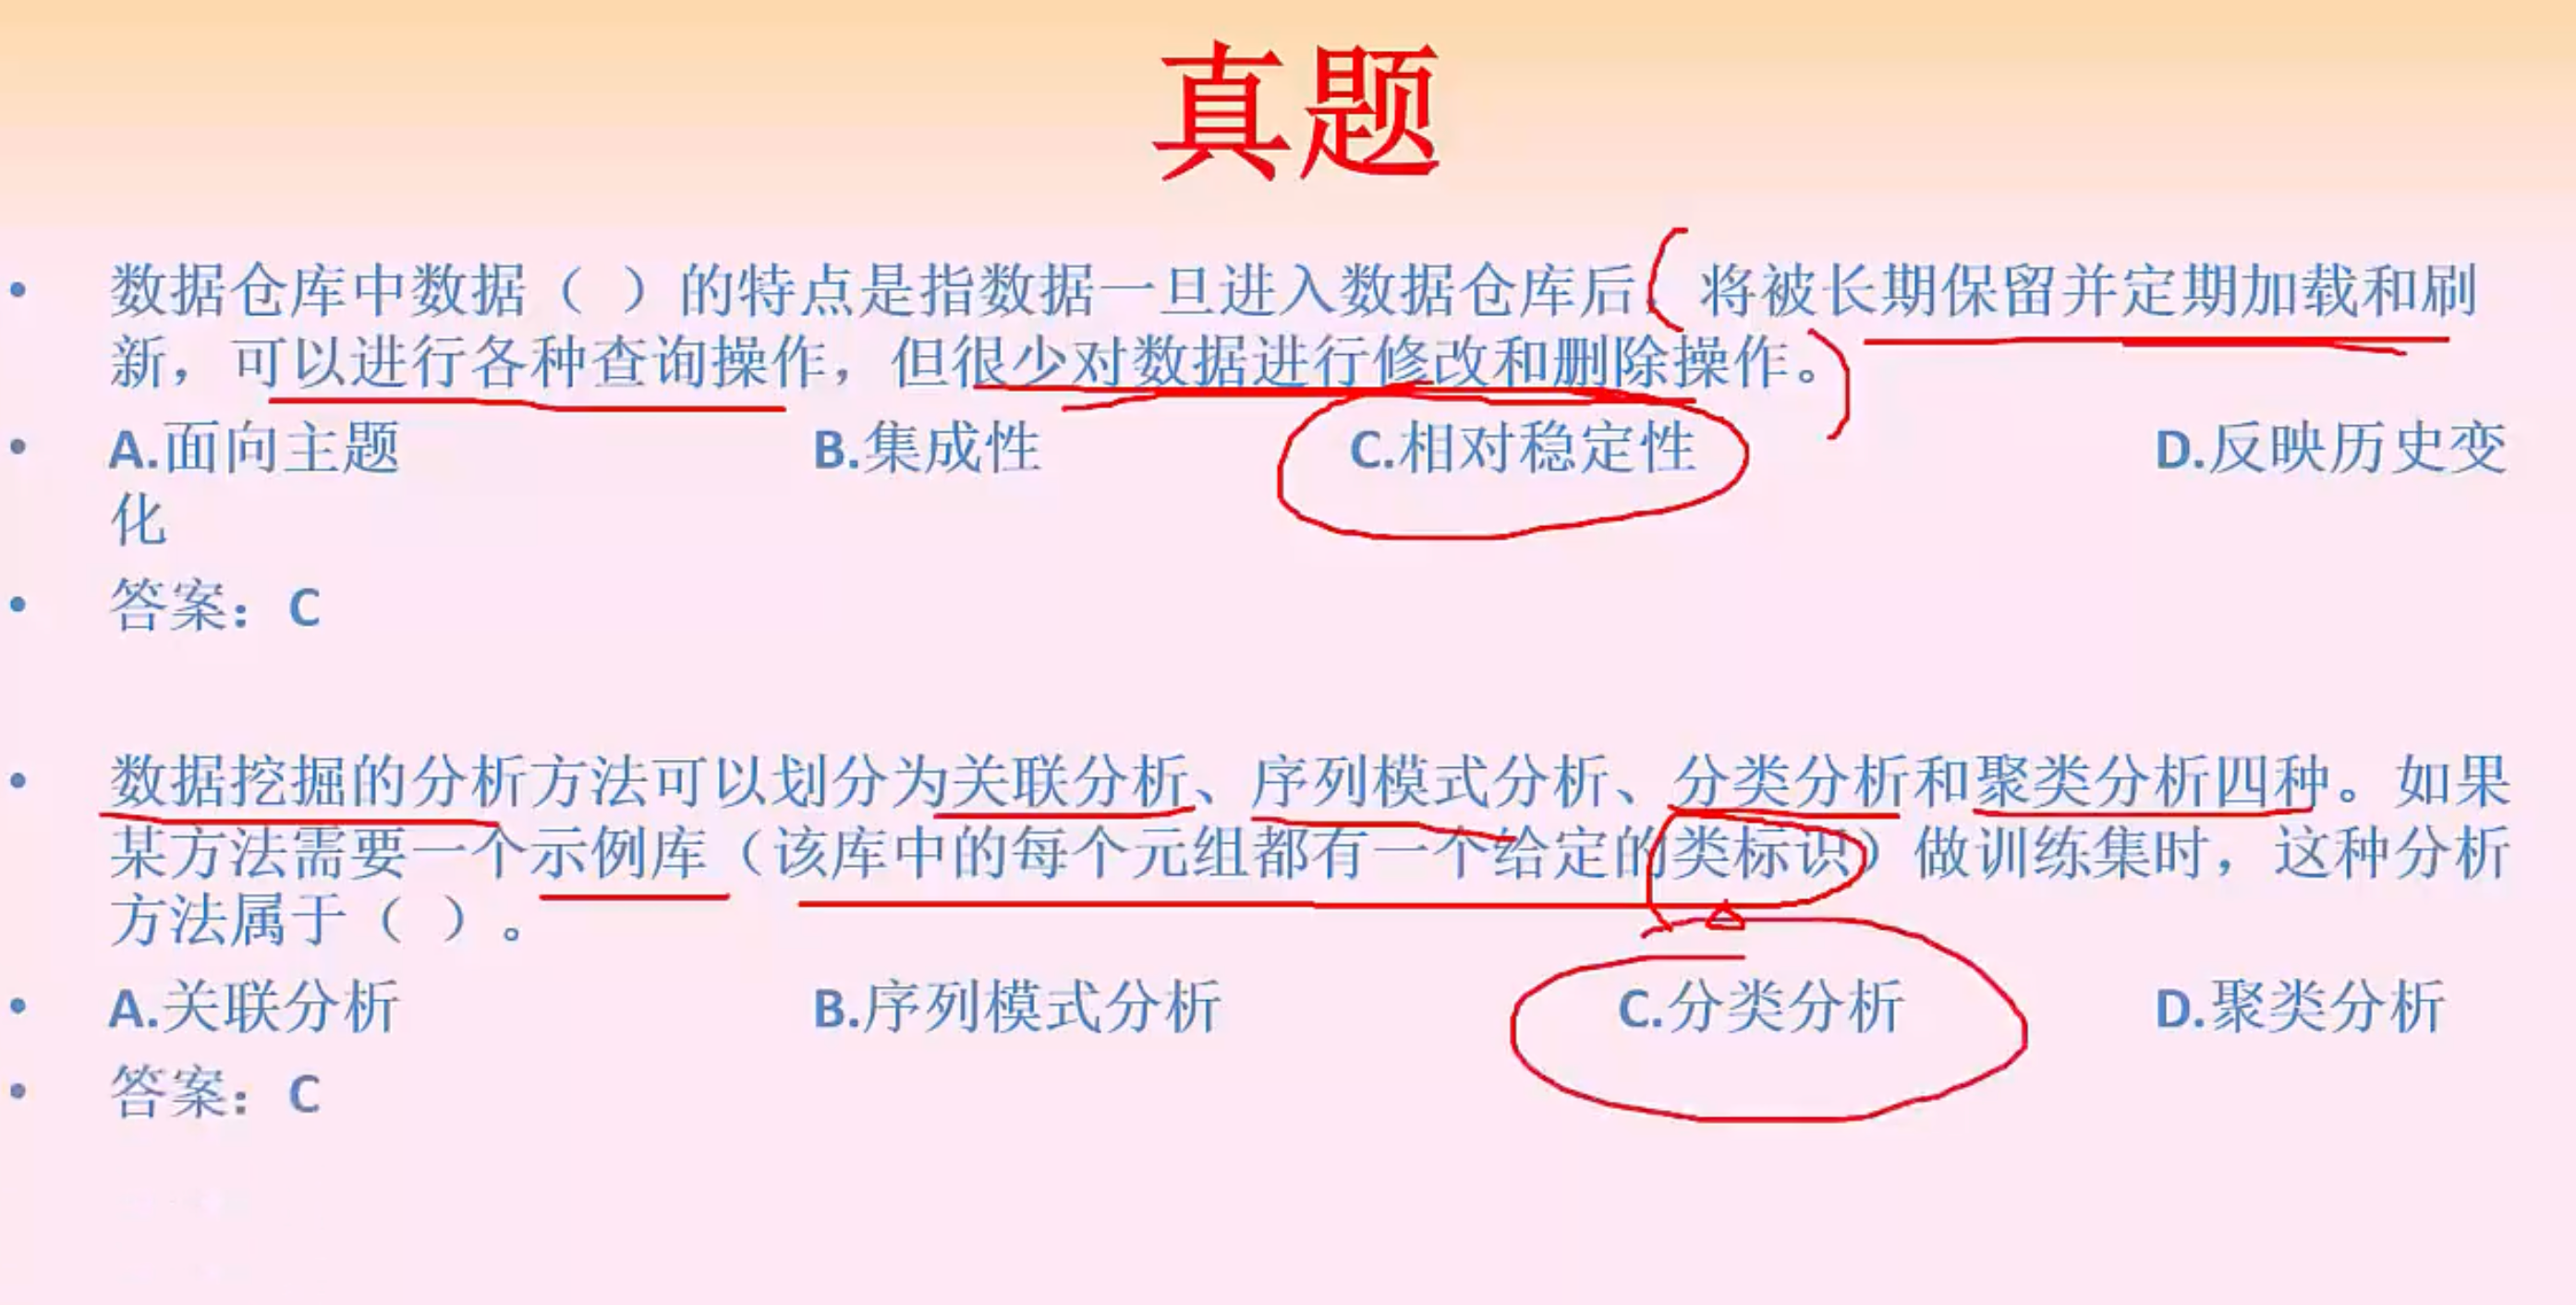 真题
数据仓库中数据（ ）的特点是指数据一旦进入数据仓库后，将被长期保留并定期加载和刷
新，可以进行各种查询操作，但很少对数据进行修改和删除操作。
A.面向主题 B.集成性 C.相对稳定性 D.反映历史变
化
答案：C
数据挖掘的分析方法可以划分为关联分析、序列模式分析、分类分析和聚类分析四种。如果
某方法需要一个示例库（该库中的每个元组都有一个给定的类标识）做训练集时，这种分析
方法属于（ ）。
A.关联分析 B.序列模式分析 C.分类分析 D.聚类分析
答案：C